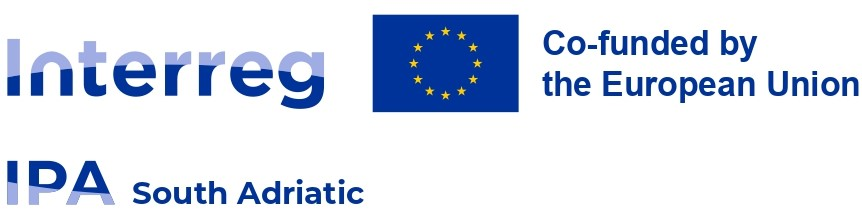 Interreg
Co-funded by
the European Union
IPA South Adriatic